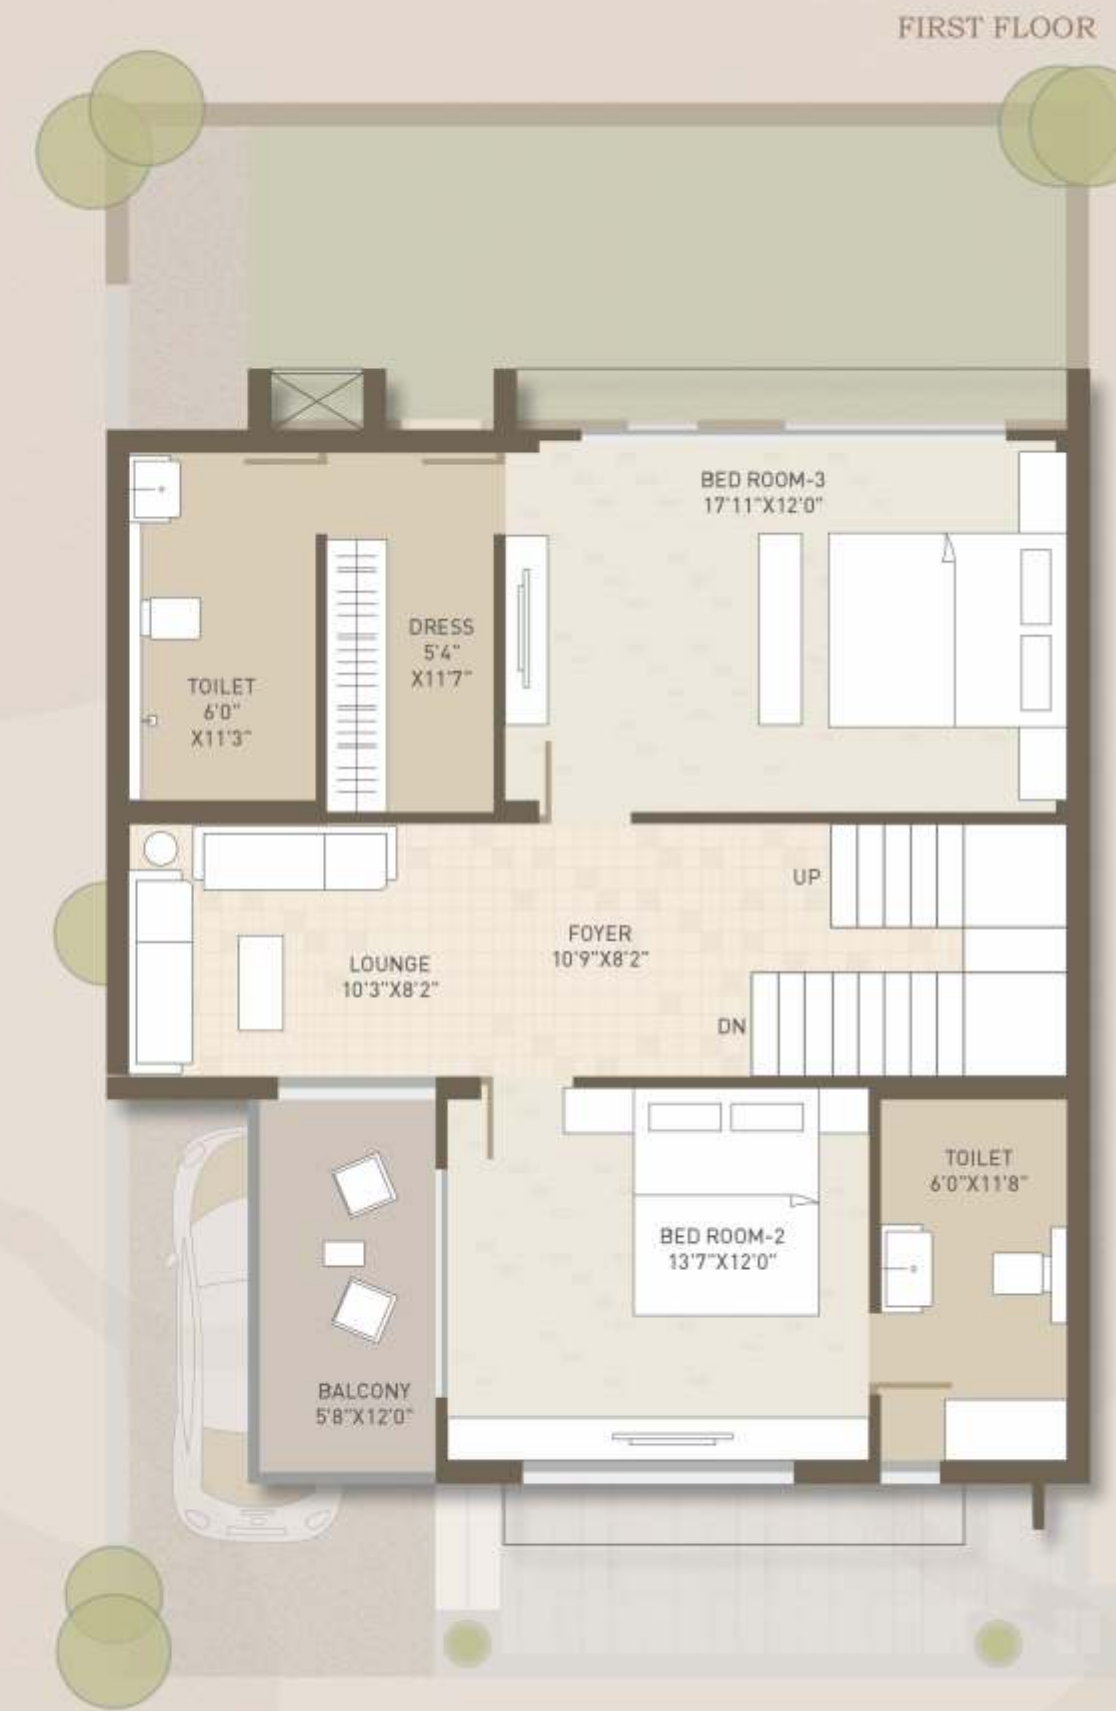 FIRST FLOOR
BED ROOM-3
17'11"X12'0"
DRESS
5'4"
X11'7"
TOILET
6'0"
X11'3"
UP
FOYER
10'9"X8'2"
LOUNGE
10'3"X8'2"
DN
TOILET
6'0"X11'8"
BED ROOM-2
13'7"X12'0"
BALCONY
5'8"X12'0"